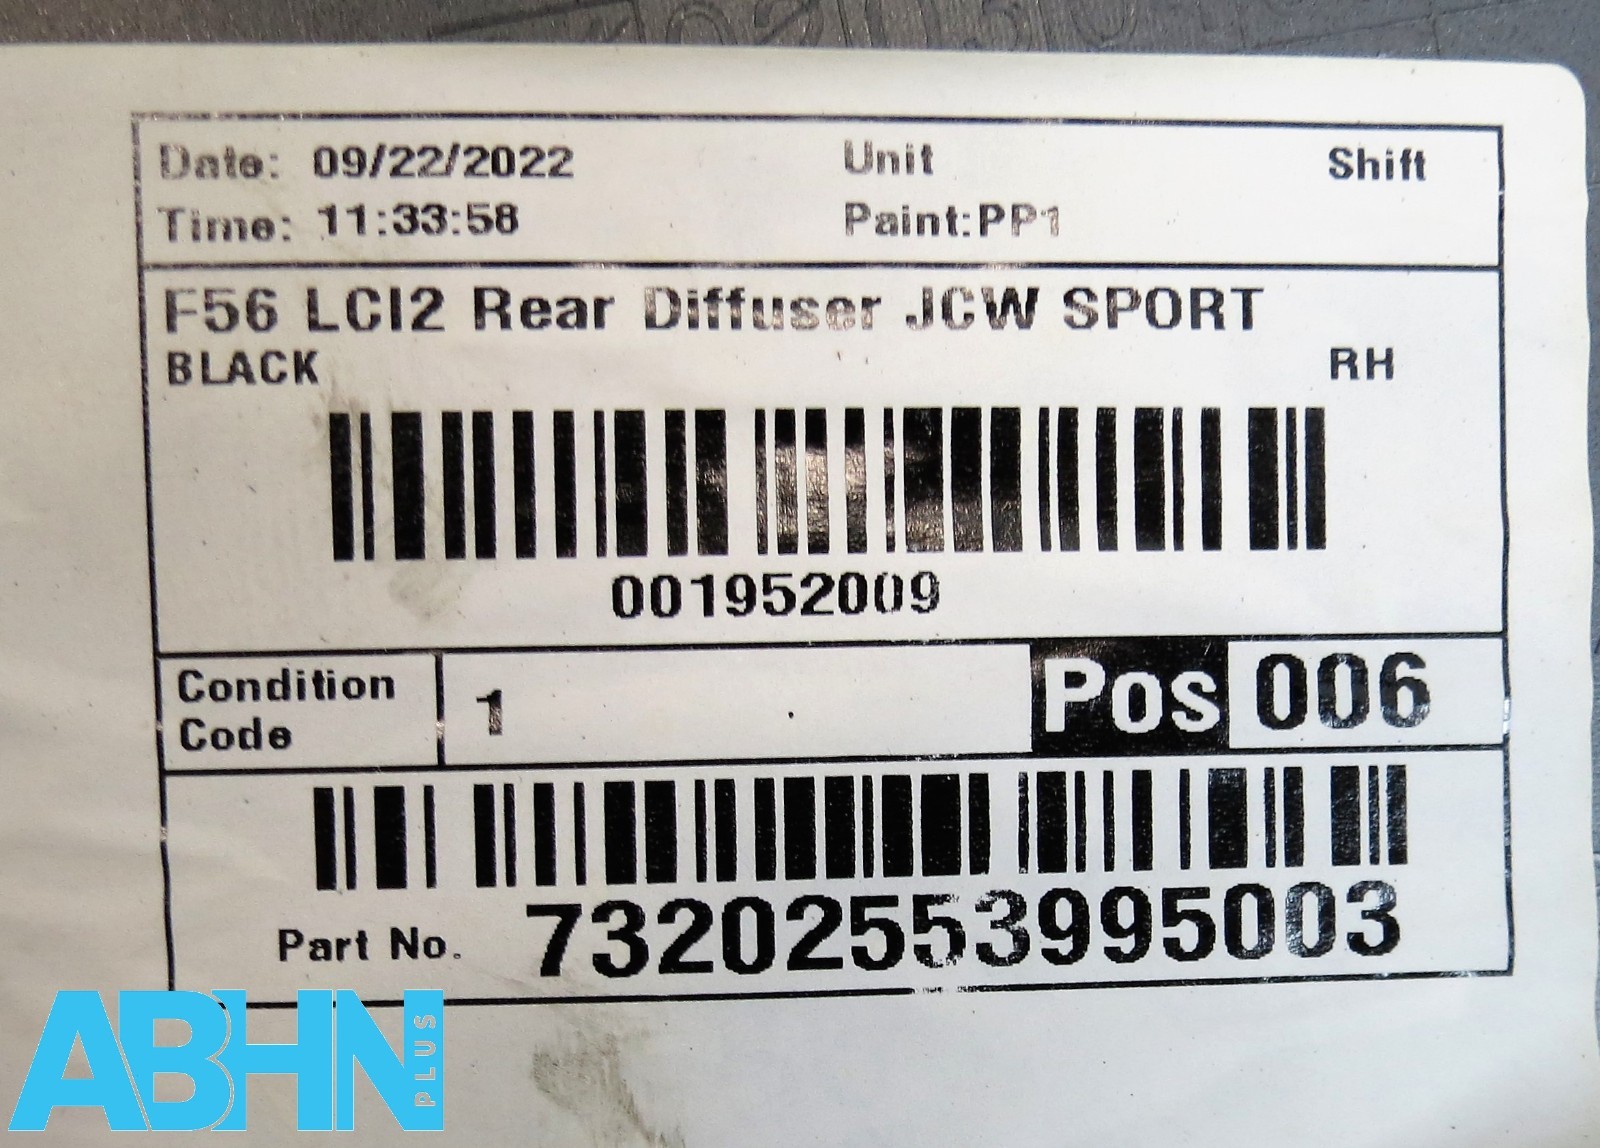 Date: 09/22/2022 Unit Shift
Time: 11:33:58 Paint:PP1
F56 LCI2 Rear Diffuser JCW SPORT
BLACK RH
001952009
Condition Code 1 Pos 006
Part No. 73202553995003
ABHN PLUS